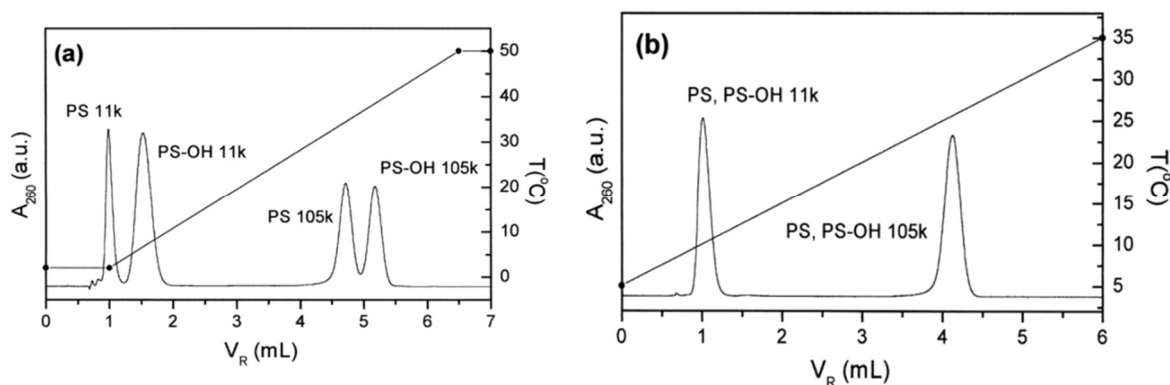 (a)
PS 11k
PS-OH 11k
PS 105k
PS-OH 105k
A₂₆₀ (a.u.)
T(°C)
50
40
30
20
10
0
0 1 2 3 4 5 6 7
V_R (mL)
(b)
PS, PS-OH 11k
PS, PS-OH 105k
A₂₆₀ (a.u.)
T(°C)
35
30
25
20
15
10
5
0 1 2 3 4 5 6
V_R (mL)